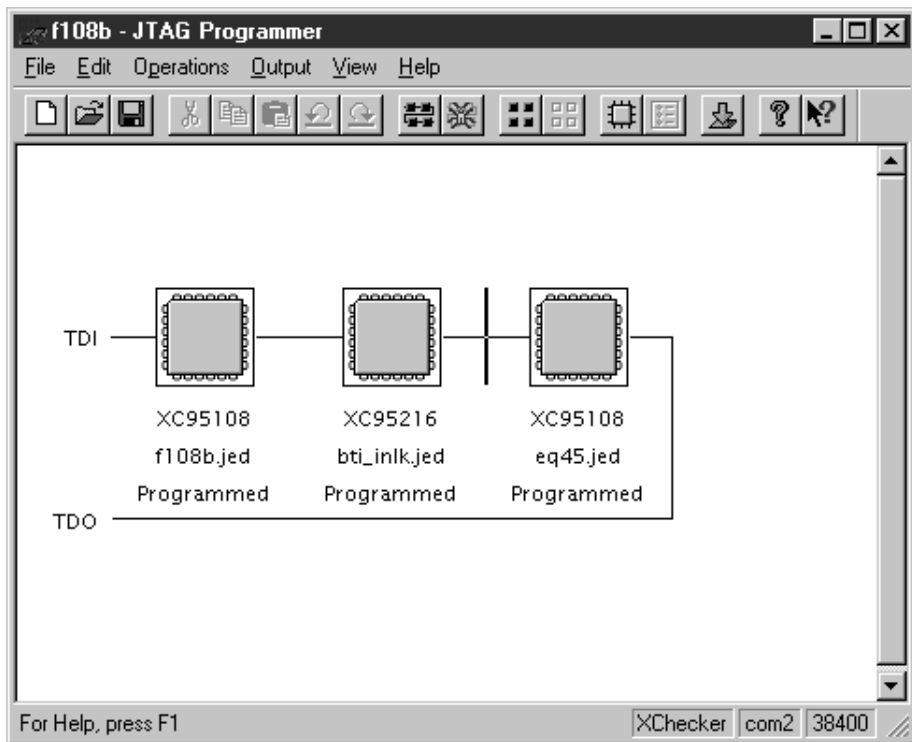 f108b - JTAG Programmer
File Edit Operations Output View Help
TDI
XC95108 XC95216 XC95108
f108b.jed bti_inlk.jed eq45.jed
Programmed Programmed Programmed
TDO
For Help, press F1 XChecker com2 38400